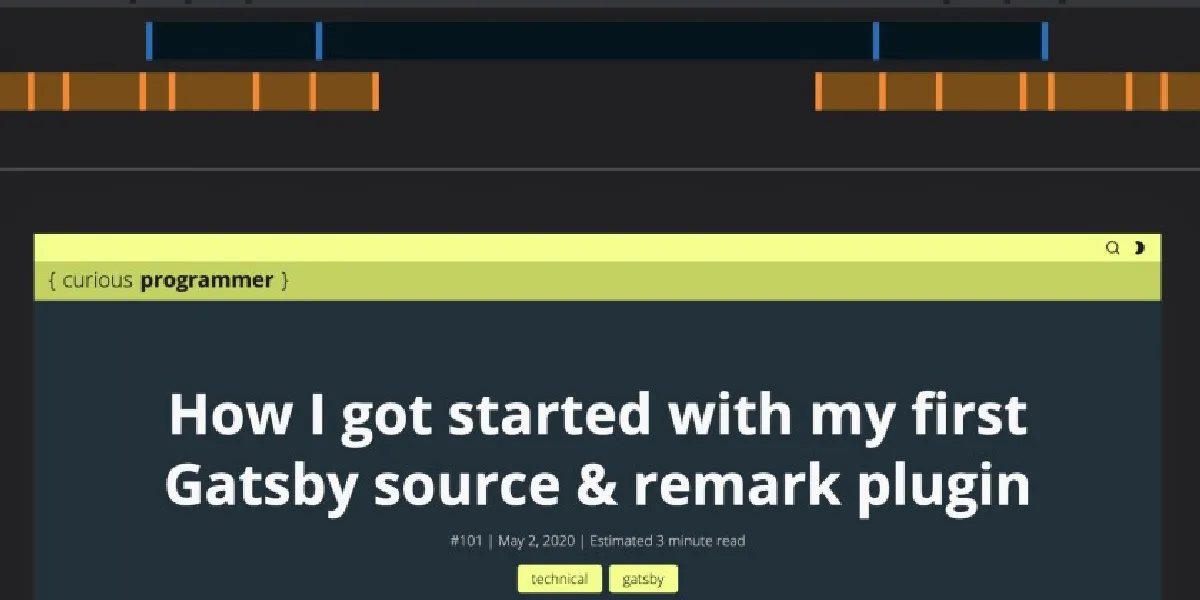 { curious programmer }
How I got started with my first
Gatsby source & remark plugin
#101 | May 2, 2020 | Estimated 3 minute read
technical gatsby